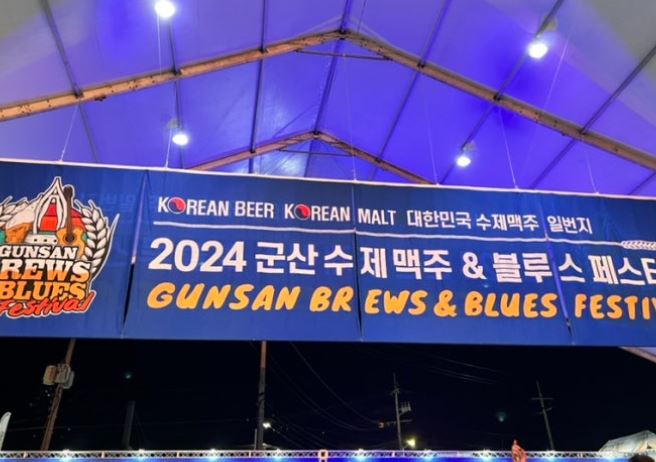 GUNSAN
BREWS
BLUES
Festival
KOREAN BEER KOREAN MALT 대한민국 수제맥주 일번지
2024 군산 수제맥주 & 블루스 페스
GUNSAN BREWS & BLUES FESTIV